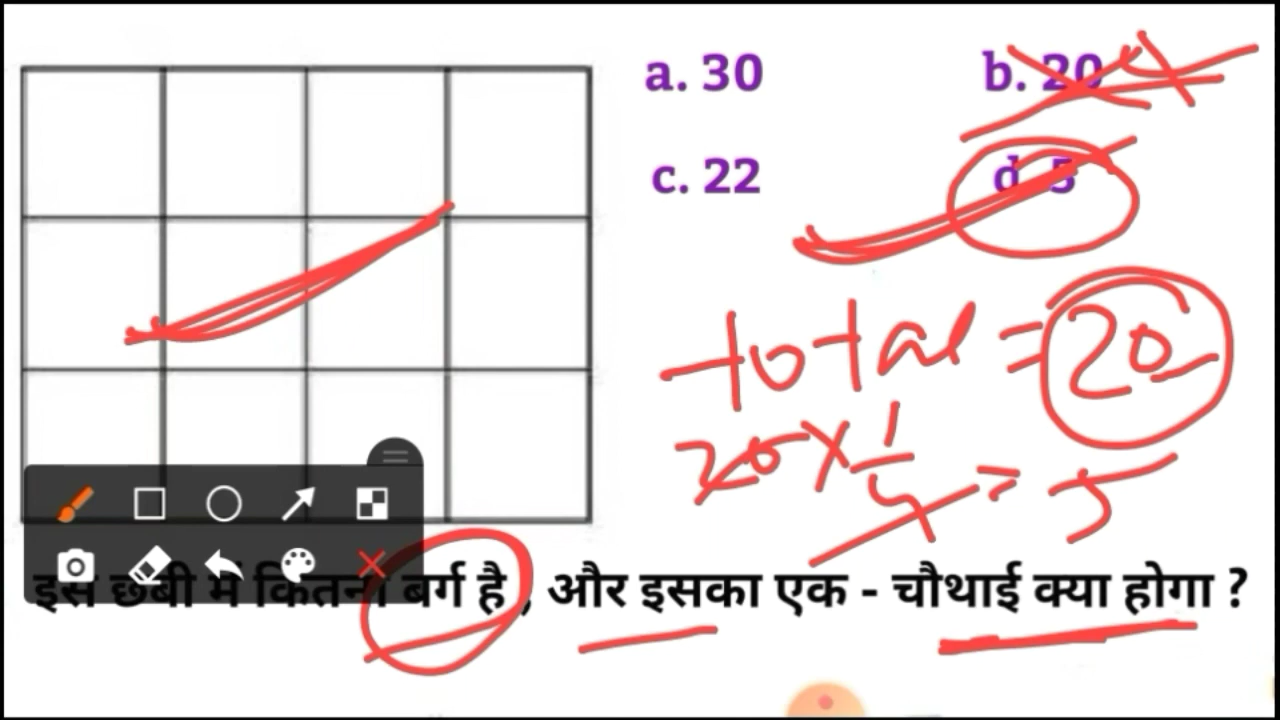 a. 30
b. 20
c. 22
d. 5
total = 20
20 × 1/4 = 5
इस छबी में कितना बर्ग है , और इसका एक - चौथाई क्या होगा ?